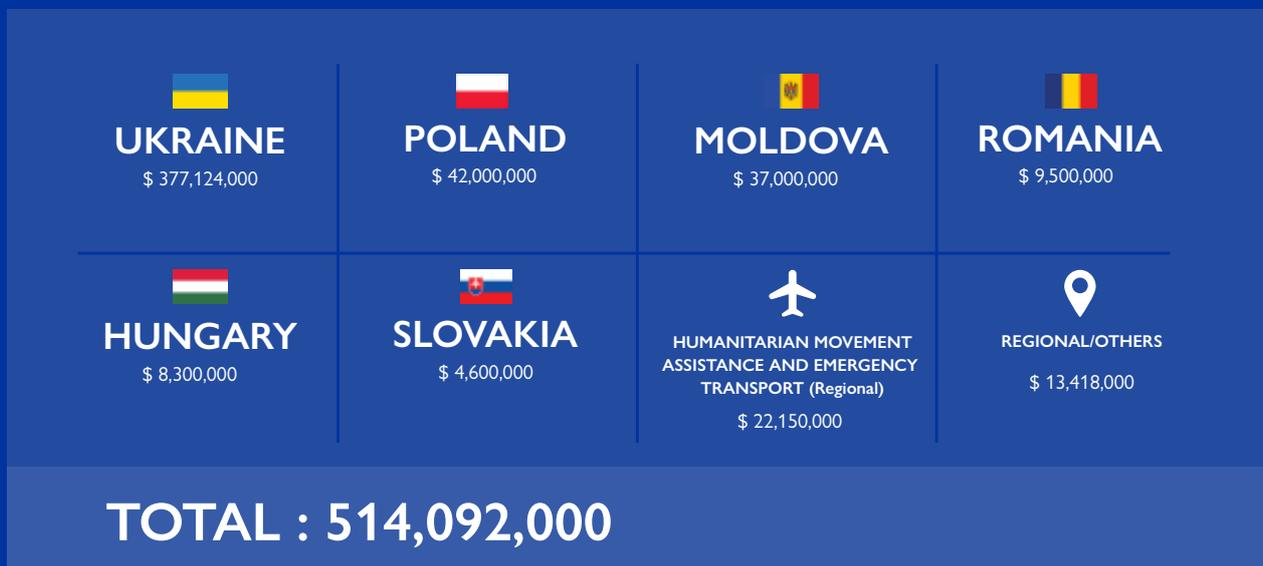 UKRAINE
$ 377,124,000
POLAND
$ 42,000,000
MOLDOVA
$ 37,000,000
ROMANIA
$ 9,500,000
HUNGARY
$ 8,300,000
SLOVAKIA
$ 4,600,000
HUMANITARIAN MOVEMENT
ASSISTANCE AND EMERGENCY
TRANSPORT (Regional)
$ 22,150,000
REGIONAL/OTHERS
$ 13,418,000
TOTAL : 514,092,000